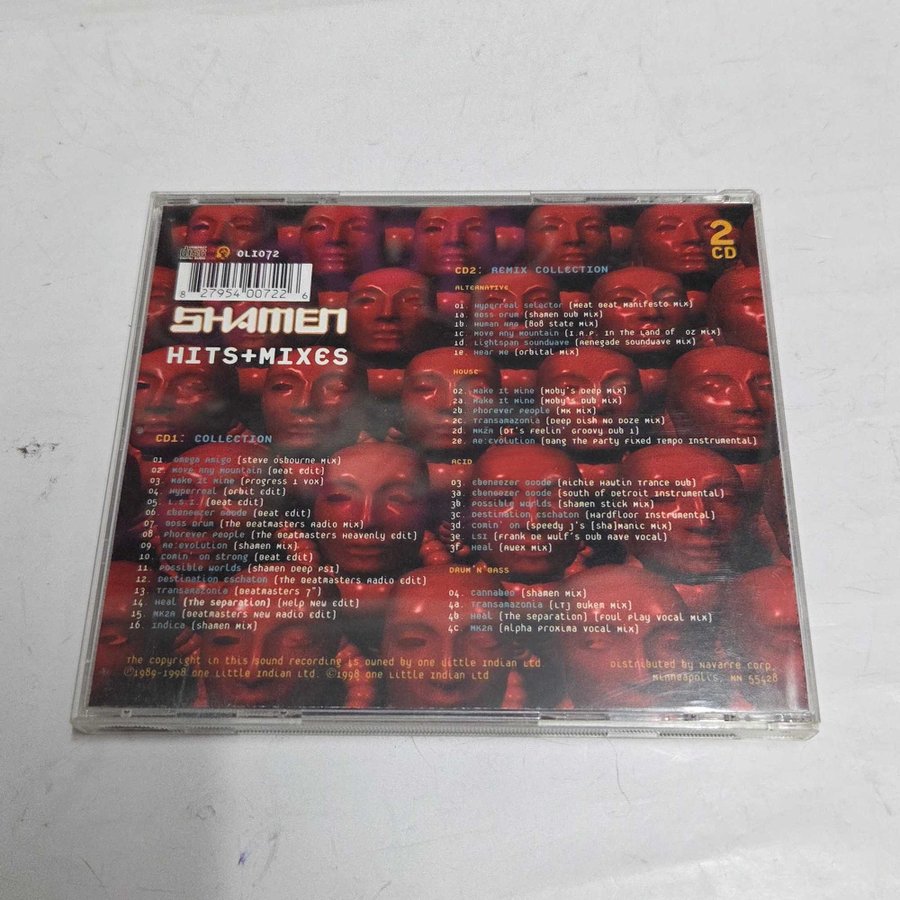 OLI072
8 27954 00722 6
SHAMEN
HITS+MIXES
2
CD
CD1: COLLECTION
01. Omega Amigo (Steve Osbourne Mix)
02. Move Any Mountain (Beat Edit)
03. Make It Mine (Progress 1 Vox)
04. Hyperreal (Orbit Edit)
05. L.S.I. (Beat Edit)
06. Ebeneezer Goode (Beat Edit)
07. Boss Drum (The Beatmasters Radio Mix)
08. Phorever People (The Beatmasters Heavenly Edit)
09. Re:evolution (Shamen Mix)
10. Comin' On Strong (Beat Edit)
11. Possible Worlds (Shamen Deep PSI)
12. Destination Eschaton (The Beatmasters Radio Edit)
13. Transamazonia (Beatmasters 7")
14. Heal (The Separation) (Help New Edit)
15. MK2A (Beatmasters New Radio Edit)
16. Indica (Shamen Mix)
CD2: REMIX COLLECTION
ALTERNATIVE
01. Hyperreal Selector (Meat Beat Manifesto Mix)
1a. Boss Drum (Shamen Dub Mix)
1b. Human NRG (808 State Mix)
1c. Move Any Mountain (I.A.P. In The Land of Oz Mix)
1d. Lightspan Soundwave (Renegade Soundwave Mix)
1e. Hear Me (Orbital Mix)
HOUSE
02. Make It Mine (Moby's Deep Mix)
2a. Make It Mine (Moby's Dub Mix)
2b. Phorever People (MK Mix)
2c. Transamazonia (Deep Dish No Doze Mix)
2d. MK2A (DT's Feelin' Groovy Dub 1)
2e. Re:Evolution (Bang The Party Fixed Tempo Instrumental)
ACID
03. Ebeneezer Goode (Richie Hawtin Trance Dub)
3a. Ebeneezer Goode (South of Detroit Instrumental)
3b. Possible Worlds (Shamen Stick Mix)
3c. Destination Eschaton (Hardfloor Instrumental)
3d. Comin' On (Speedy J's (Sha)Manic Mix)
3e. LSI (Frank De Wulf's Dub Rave Vocal)
3f. Heal (Awex Mix)
DRUM'N'BASS
04. Cannabeo (Shamen Mix)
4a. Transamazonia (LTJ Bukem Mix)
4b. Heal (The Separation) (Foul Play Vocal Mix)
4c. MK2A (Alpha Proxima Vocal Mix)
The copyright in this sound recording is owned by One Little Indian Ltd
℗1989-1998 One Little Indian Ltd. ©1998 One Little Indian Ltd
Distributed by Navarre Corp.
Minneapolis, MN 55428